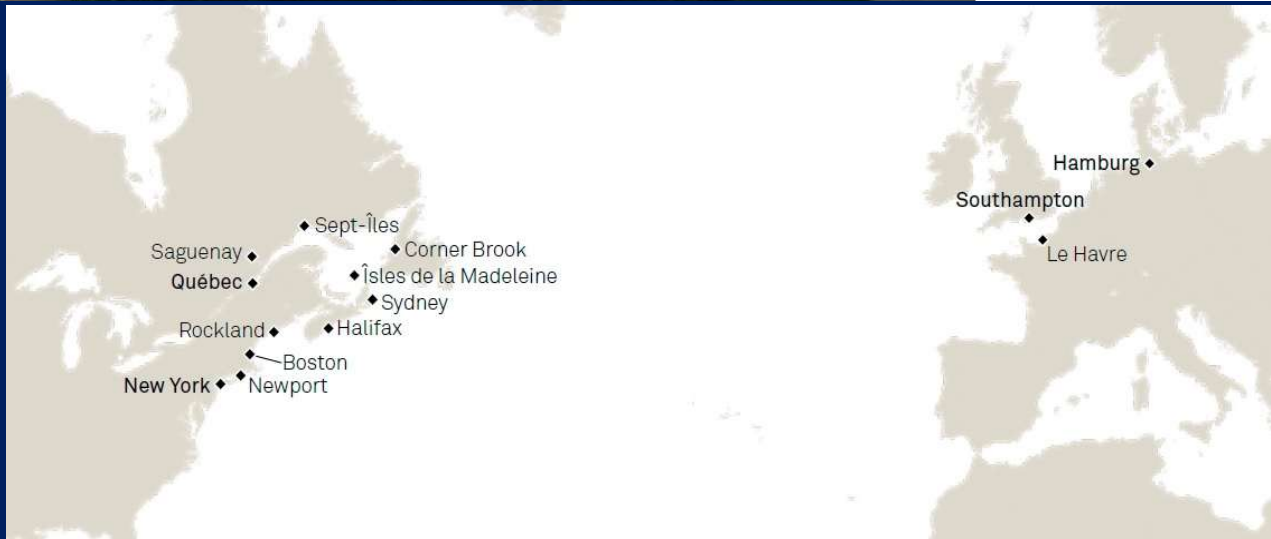 Hamburg
Southampton
Le Havre
Sept-Îles
Saguenay
Corner Brook
Québec
Îsles de la Madeleine
Sydney
Rockland
Halifax
Boston
New York
Newport